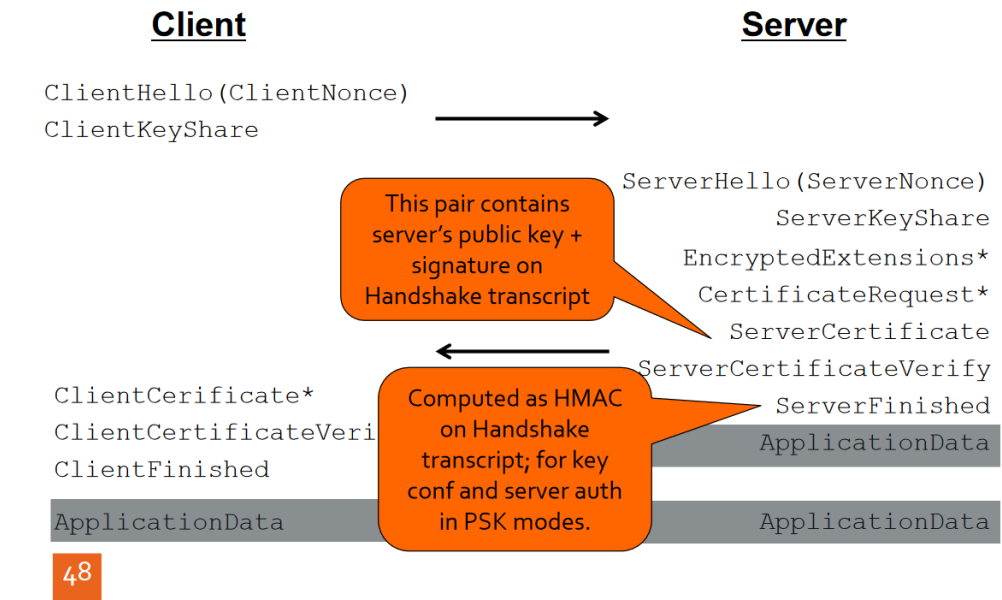 Client
Server
ClientHello(ClientNonce)
ClientKeyShare
ServerHello(ServerNonce)
ServerKeyShare
EncryptedExtensions*
CertificateRequest*
ServerCertificate
ServerCertificateVerify
ServerFinished
ApplicationData
This pair contains
server's public key +
signature on
Handshake transcript
Computed as HMAC
on Handshake
transcript; for key
conf and server auth
in PSK modes.
ClientCerificate*
ClientCertificateVeri
ClientFinished
ApplicationData
ApplicationData
48